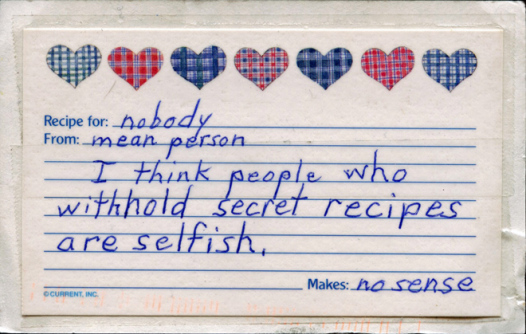 Recipe for: nobody
From: mean person
I think people who
withhold secret recipes
are selfish.
Makes: no sense
©CURRENT, INC.